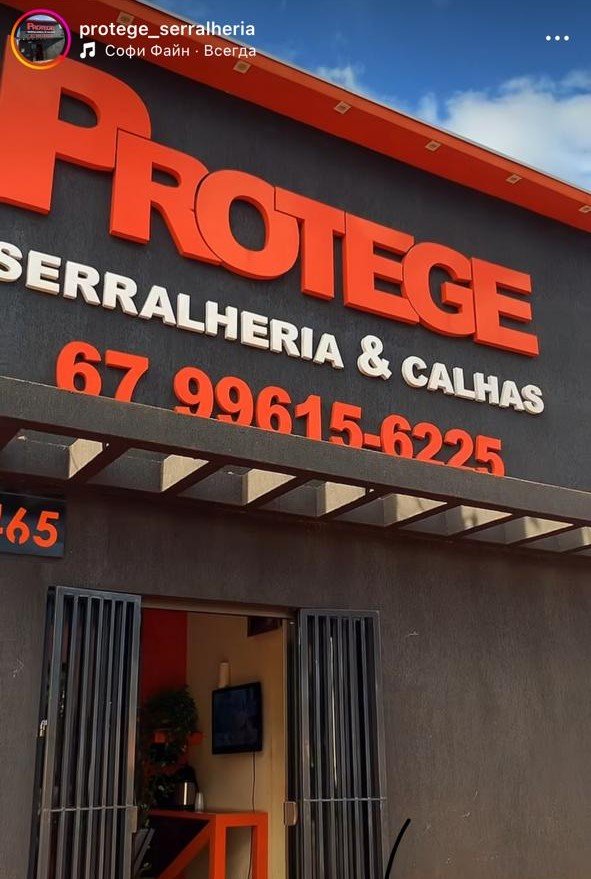 protege_serralheria
Софи Файн · Всегда
PROTEGE
SERRALHERIA & CALHAS
67 99615-6225
465